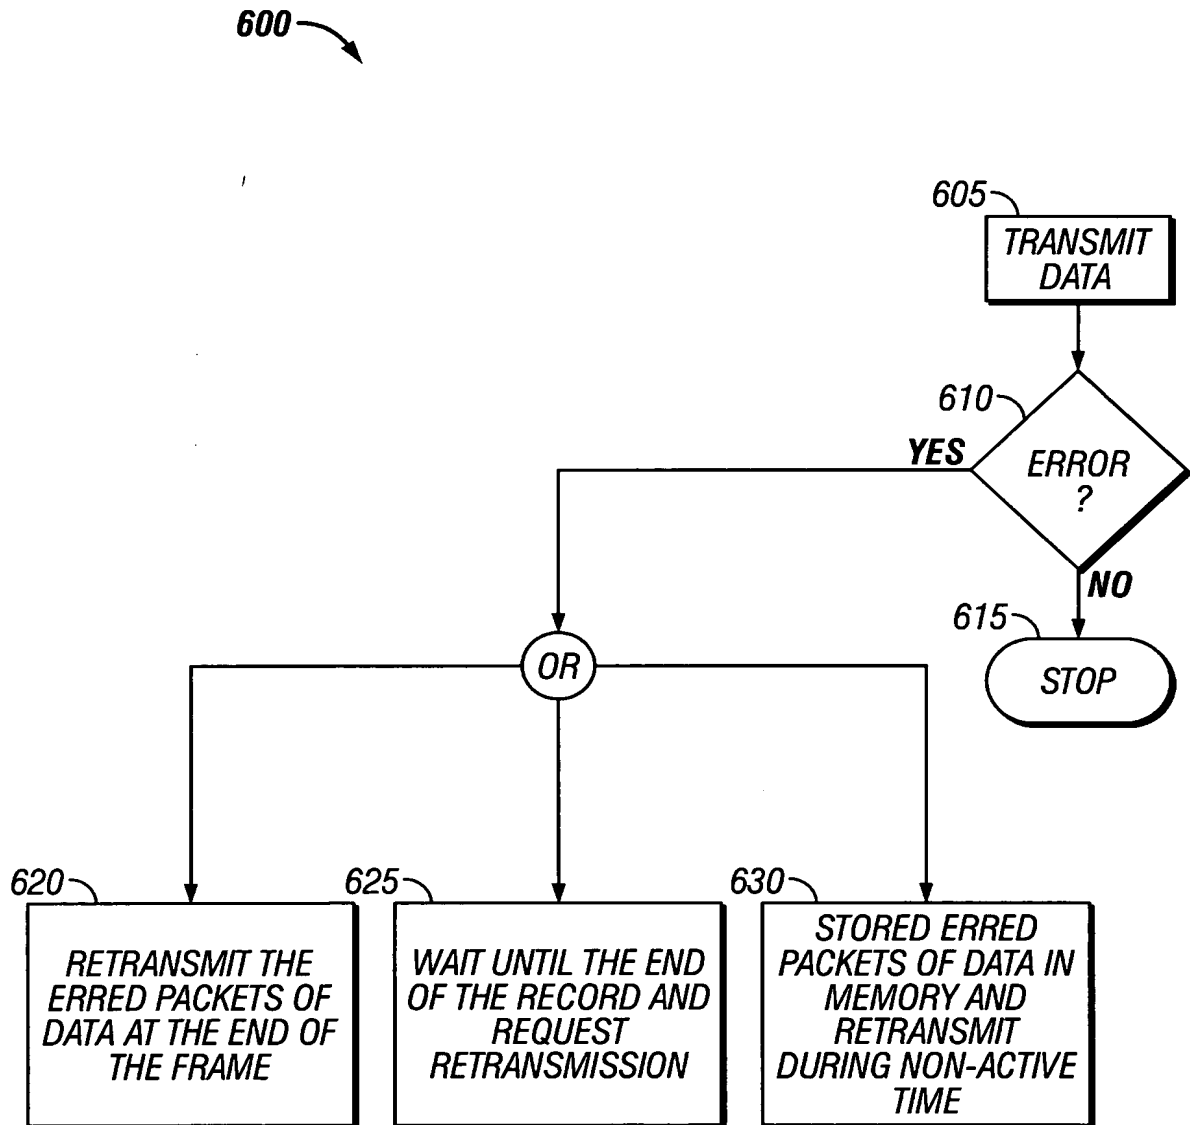 600
605
TRANSMIT
DATA
610
YES
ERROR
?
NO
615
STOP
OR
620
RETRANSMIT THE
ERRED PACKETS OF
DATA AT THE END OF
THE FRAME
625
WAIT UNTIL THE END
OF THE RECORD AND
REQUEST
RETRANSMISSION
630
STORED ERRED
PACKETS OF DATA IN
MEMORY AND
RETRANSMIT
DURING NON-ACTIVE
TIME